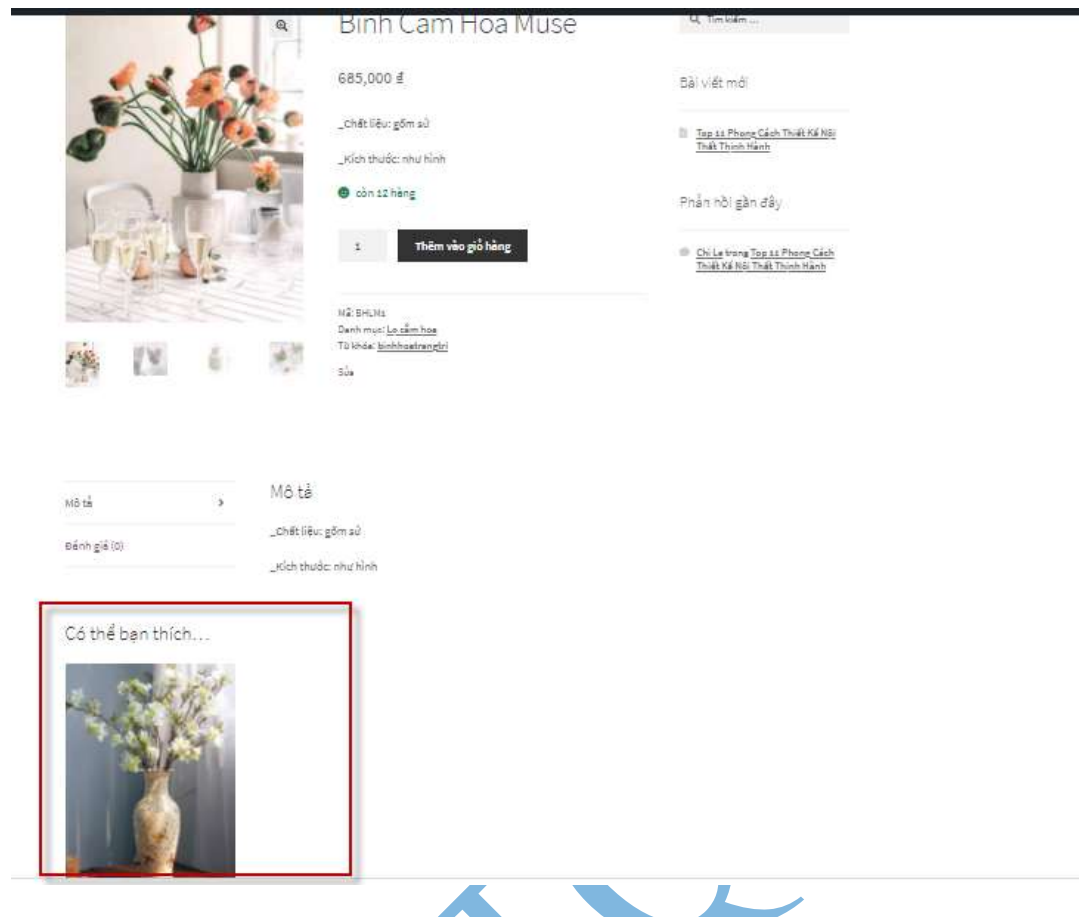 Bình Cắm Hoa Muse
685,000 ₫
_Chất liệu: gốm sứ
_Kích thước: như hình
còn 12 hàng
1 Thêm vào giỏ hàng
Mã: BHLM1
Danh mục: Lọ cắm hoa
Từ khóa: binhhoatrangtri
Sửa
Tìm kiếm …
Bài viết mới
Top 11 Phong Cách Thiết Kế Nội
Thất Thịnh Hành
Phản hồi gần đây
Chi Le trong Top 11 Phong Cách
Thiết Kế Nội Thất Thịnh Hành
Mô tả
Đánh giá (0)
Mô tả
_Chất liệu: gốm sứ
_Kích thước: như hình
Có thể bạn thích…